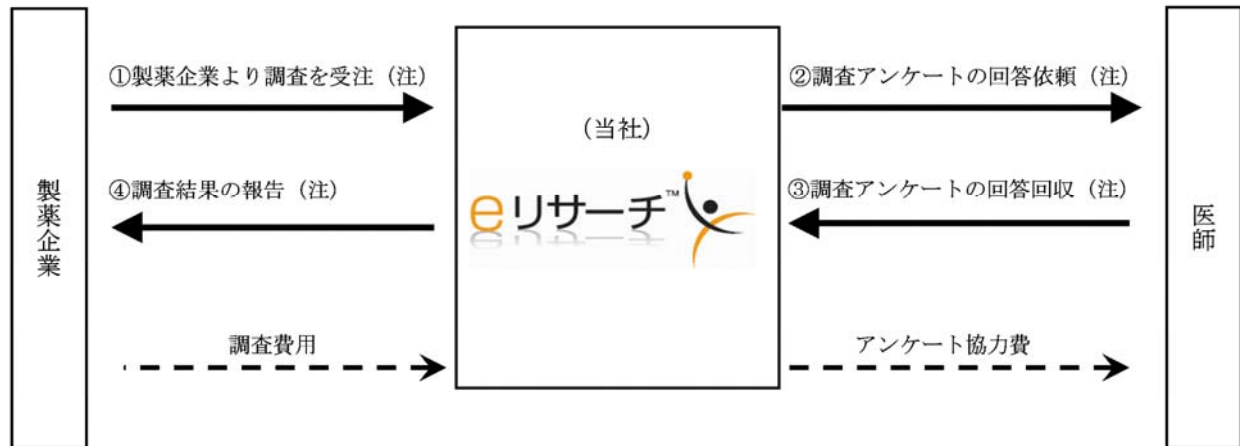 製薬企業
①製薬企業より調査を受注（注）
④調査結果の報告（注）
調査費用
（当社）
eリサーチ™
②調査アンケートの回答依頼（注）
③調査アンケートの回答回収（注）
アンケート協力費
医師